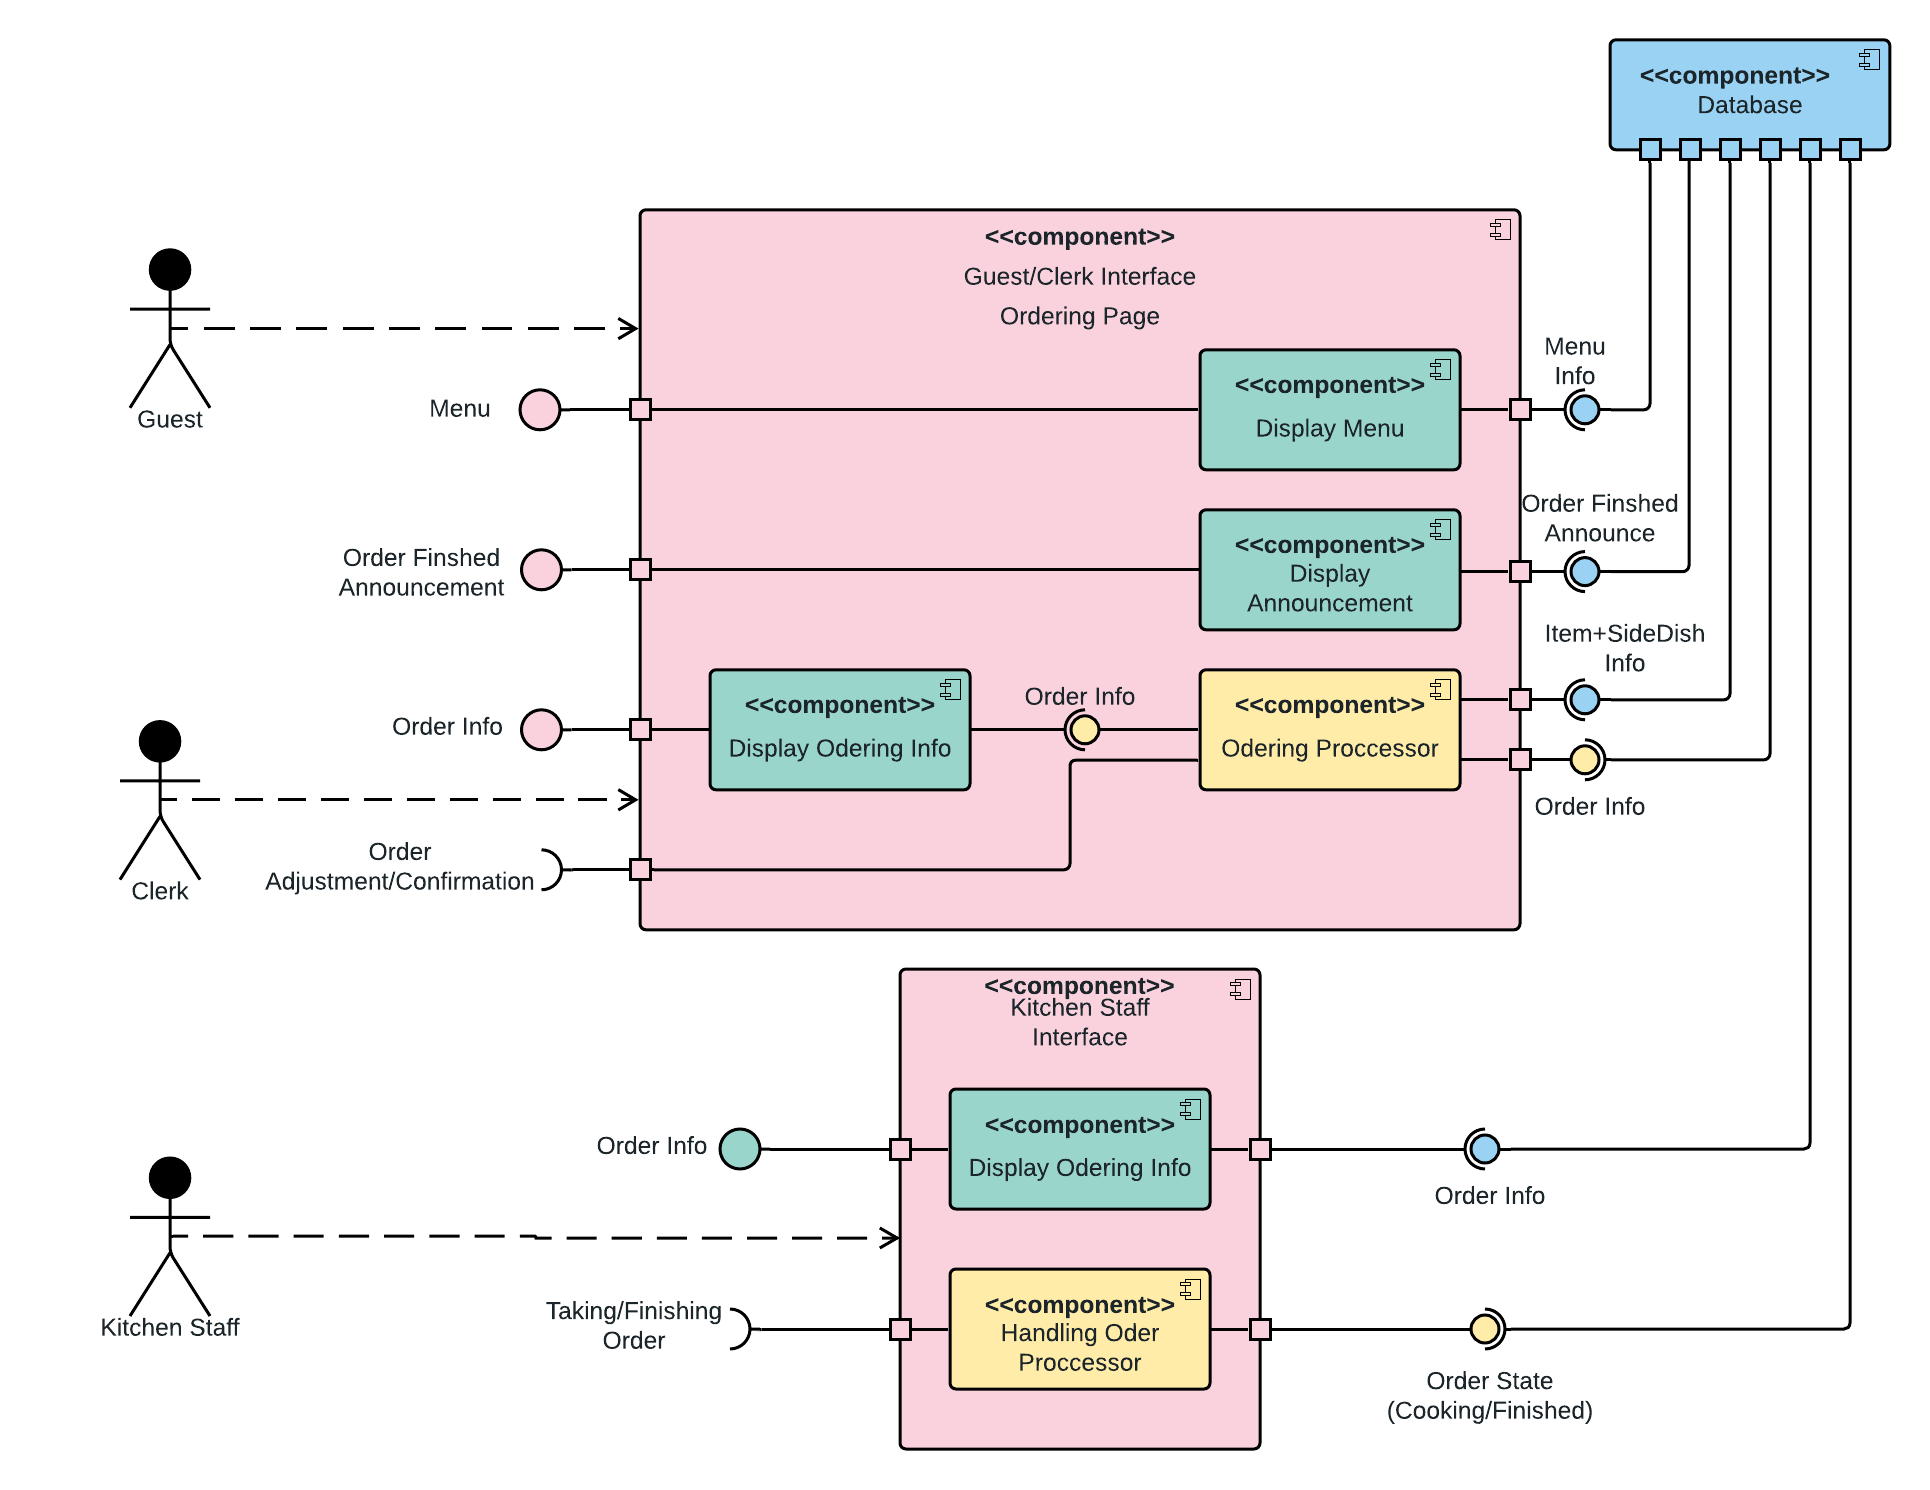 <<component>>
Database
<<component>>
Guest/Clerk Interface
Ordering Page
Guest
Menu
<<component>>
Display Menu
Menu
Info
Order Finshed
Announcement
<<component>>
Display
Announcement
Order Finshed
Announce
Order Info
<<component>>
Display Odering Info
Order Info
<<component>>
Odering Proccessor
Item+SideDish
Info
Order Info
Clerk
Order
Adjustment/Confirmation
<<component>>
Kitchen Staff
Interface
Order Info
<<component>>
Display Odering Info
Order Info
Kitchen Staff
Taking/Finishing
Order
<<component>>
Handling Oder
Proccessor
Order State
(Cooking/Finished)